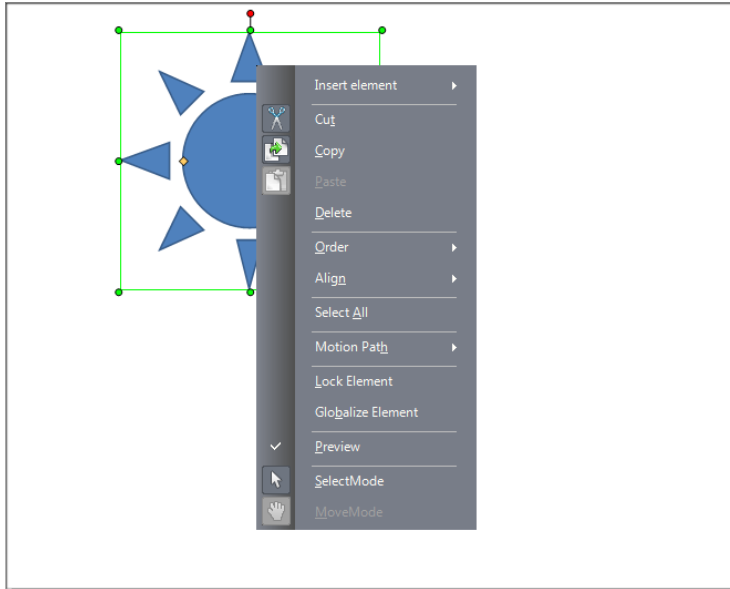 Insert element
Cut
Copy
Paste
Delete
Order
Align
Select All
Motion Path
Lock Element
Globalize Element
Preview
SelectMode
MoveMode